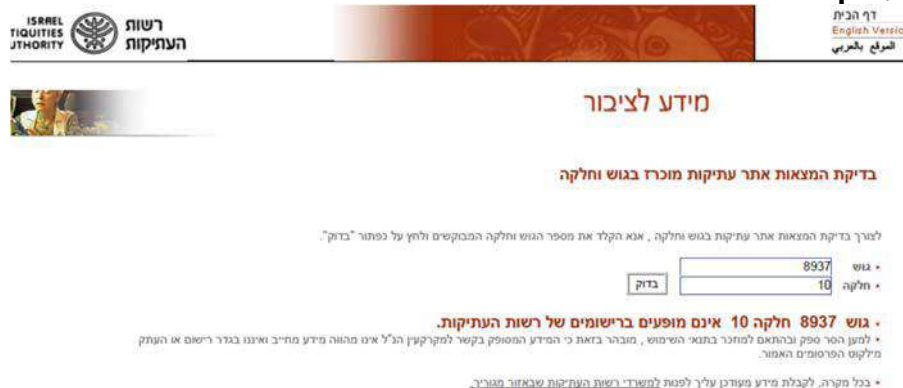 ISRAEL
TIQUITIES
UTHORITY
רשות
העתיקות
דף הבית
English Versio
الموقع بالعربي
מידע לציבור
בדיקת המצאות אתר עתיקות מוכרז בגוש וחלקה
לצורך בדיקת המצאות אתר עתיקות בגוש וחלקה , אנא הקלד את מספר הגוש וחלקה המבוקשים ולחץ על כפתור "בדוק".
גוש 8937
חלקה 10 בדוק
גוש 8937 חלקה 10 אינם מופעים ברישומים של רשות העתיקות.
למען הסר ספק ובהתאם למוזכר בתנאי השימוש , מובהר בזאת כי המידע המסופק בקשר למקרקעין הנ"ל אינו מהווה מידע מחייב ואיננו בגדר רישום או העתק
מילקוט הפרסומים האמור.
בכל מקרה, לקבלת מידע מעודכן עליך לפנות למשרדי רשות העתיקות שבאזור מגוריך.